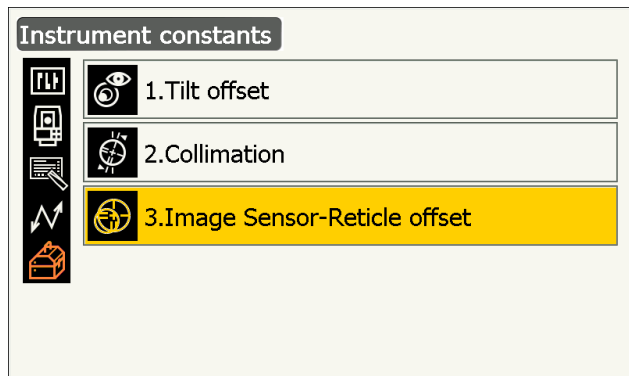 Instrument constants
1.Tilt offset
2.Collimation
3.Image Sensor-Reticle offset